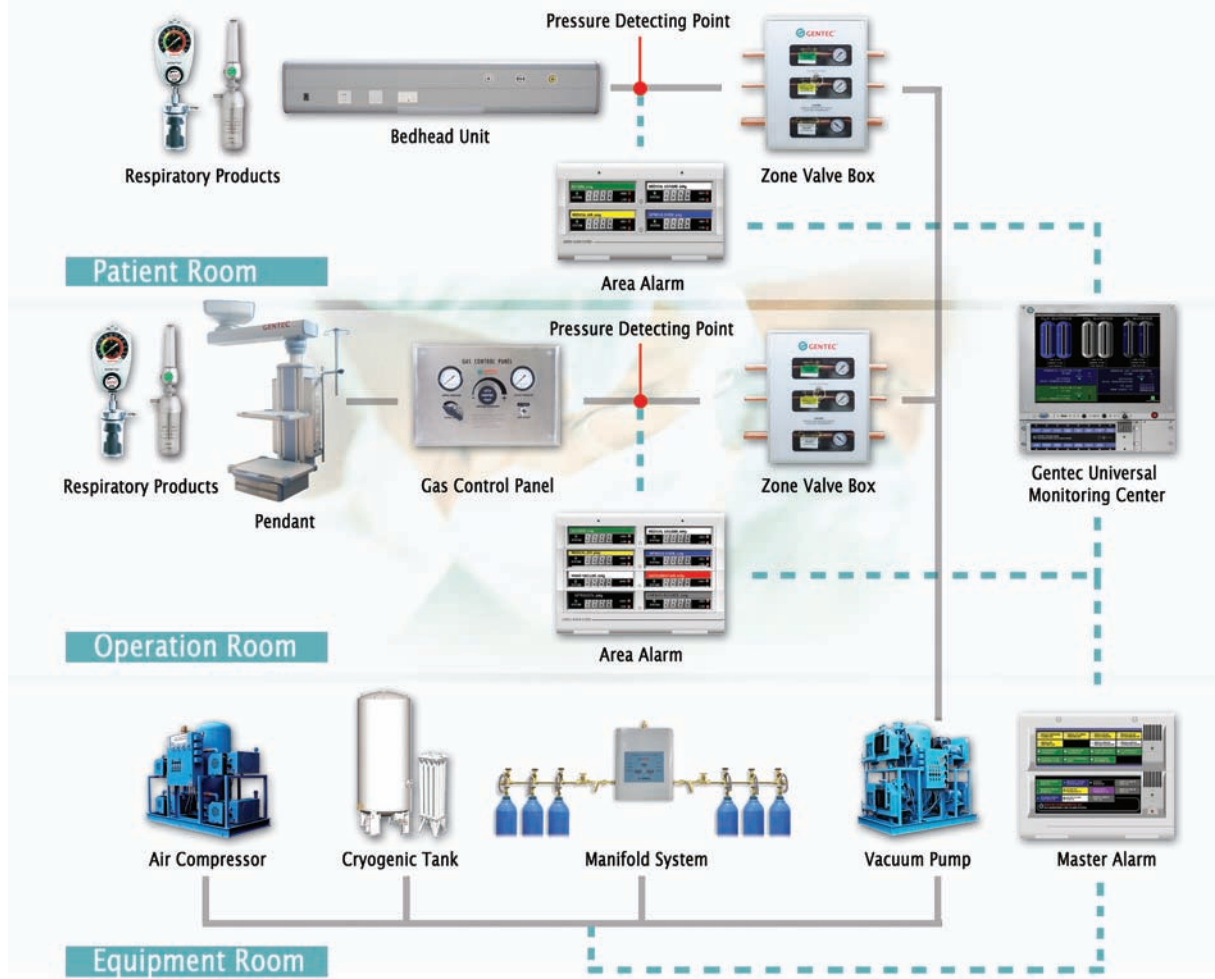 Pressure Detecting Point
GENTEC
Bedhead Unit
Respiratory Products
Zone Valve Box
Area Alarm
Patient Room
Pressure Detecting Point
GENTEC
GENTEC
GAS CONTROL PANEL
Respiratory Products
Pendant
Gas Control Panel
Zone Valve Box
Gentec Universal
Monitoring Center
Area Alarm
Operation Room
Air Compressor
Cryogenic Tank
Manifold System
Vacuum Pump
Master Alarm
Equipment Room